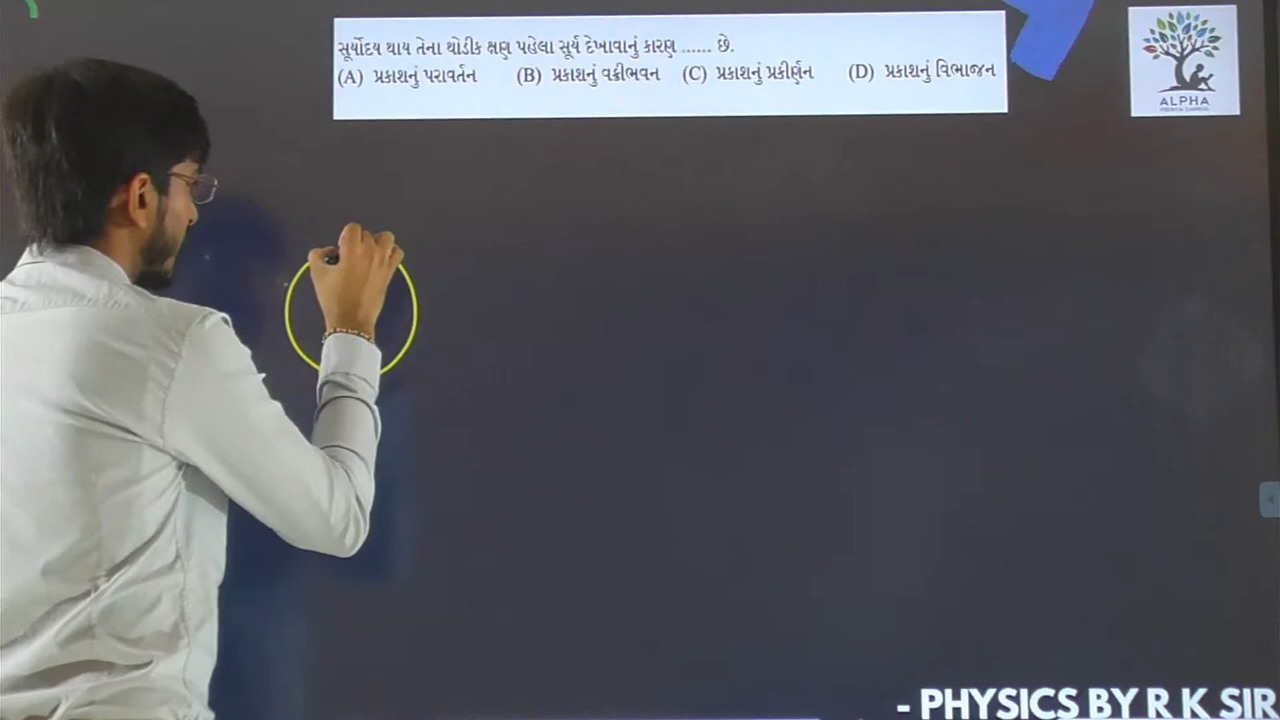 સૂર્યોદય થાય તેના થોડીક ક્ષણ પહેલા સૂર્ય દેખાવાનું કારણ ...... છે.
(A) પ્રકાશનું પરાવર્તન (B) પ્રકાશનું વક્રીભવન (C) પ્રકાશનું પ્રકીર્ણન (D) પ્રકાશનું વિભાજન
ALPHA
- PHYSICS BY R K SIR